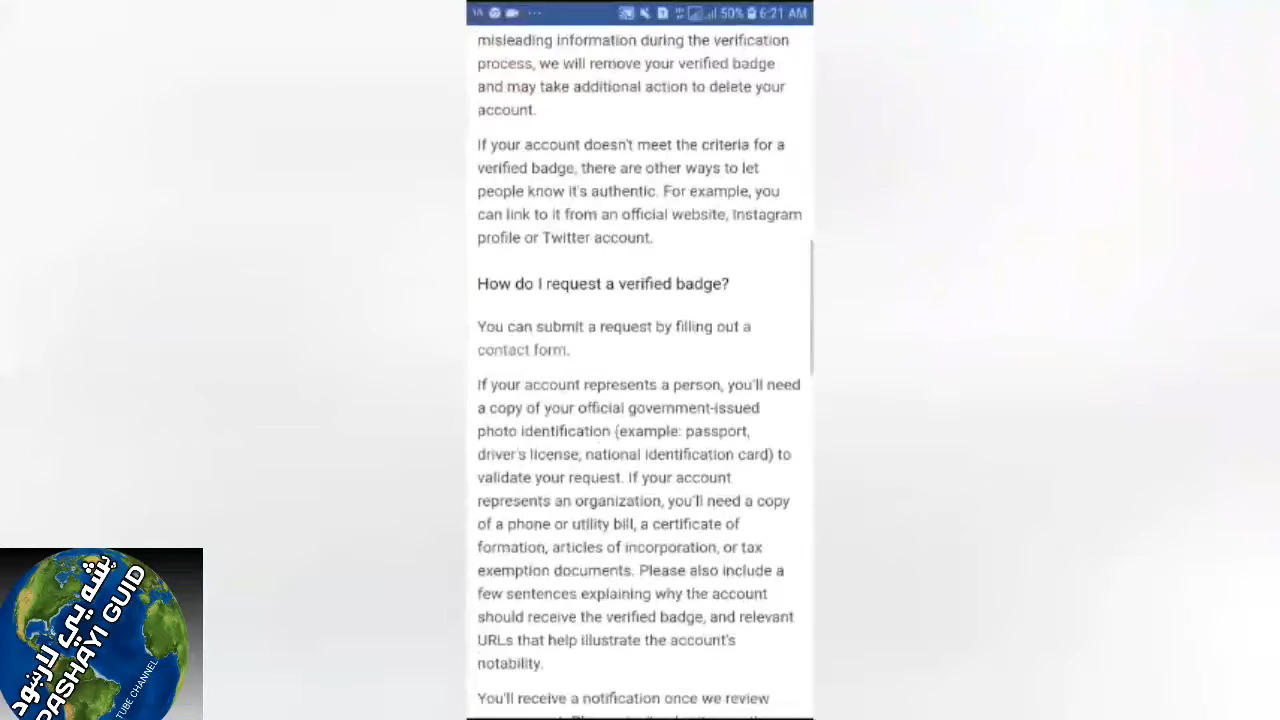 50% 6:21 AM
misleading information during the verification
process, we will remove your verified badge
and may take additional action to delete your
account.
If your account doesn't meet the criteria for a
verified badge, there are other ways to let
people know it's authentic. For example, you
can link to it from an official website, Instagram
profile or Twitter account.
How do I request a verified badge?
You can submit a request by filling out a
contact form.
If your account represents a person, you'll need
a copy of your official government-issued
photo identification (example: passport,
driver's license, national identification card) to
validate your request. If your account
represents an organization, you'll need a copy
of a phone or utility bill, a certificate of
formation, articles of incorporation, or tax
exemption documents. Please also include a
few sentences explaining why the account
should receive the verified badge, and relevant
URLs that help illustrate the account's
notability.
You'll receive a notification once we review
پشه یي لارښود
PASHAYI GUID
TUBE CHANNEL